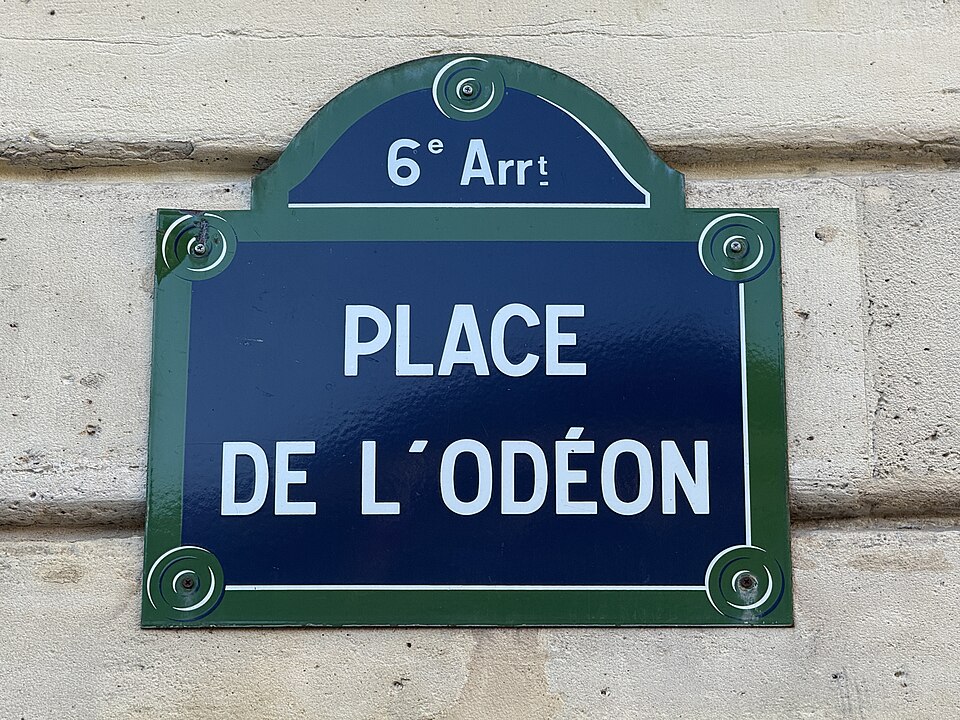 6e Arrt
PLACE
DE L'ODÉON